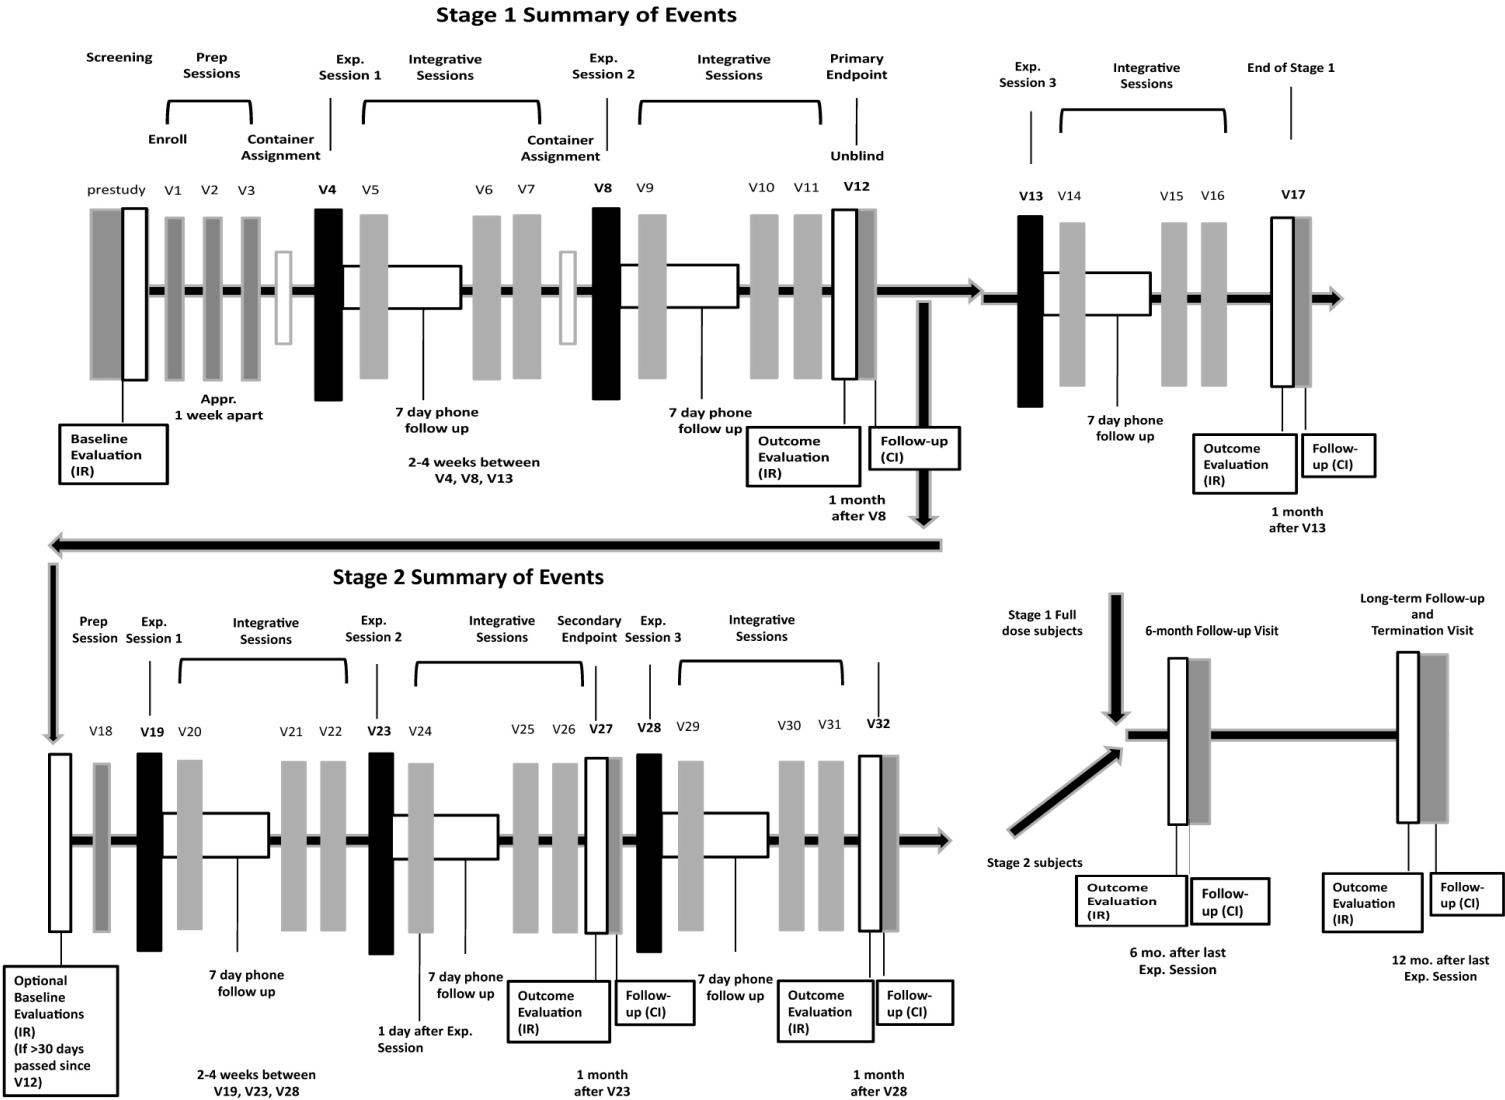 Stage 1 Summary of Events
Screening
Prep
Sessions
Exp.
Session 1
Integrative
Sessions
Exp.
Session 2
Integrative
Sessions
Primary
Endpoint
Exp.
Session 3
Integrative
Sessions
End of Stage 1
Enroll
Container
Assignment
Container
Assignment
Unblind
prestudy
V1
V2
V3
V4
V5
V6
V7
V8
V9
V10
V11
V12
V13
V14
V15
V16
V17
Appr.
1 week apart
7 day phone
follow up
7 day phone
follow up
7 day phone
follow up
Baseline
Evaluation
(IR)
2-4 weeks between
V4, V8, V13
Outcome
Evaluation
(IR)
Follow-up
(CI)
1 month
after V8
Outcome
Evaluation
(IR)
Follow-
up (CI)
1 month
after V13
Stage 2 Summary of Events
Prep
Session
Exp.
Session 1
Integrative
Sessions
Exp.
Session 2
Integrative
Sessions
Secondary
Endpoint
Exp.
Session 3
Integrative
Sessions
V18
V19
V20
V21
V22
V23
V24
V25
V26
V27
V28
V29
V30
V31
V32
7 day phone
follow up
7 day phone
follow up
7 day phone
follow up
Optional
Baseline
Evaluations
(IR)
(If >30 days
passed since
V12)
1 day after Exp.
Session
Outcome
Evaluation
(IR)
Follow-
up (CI)
Outcome
Evaluation
(IR)
Follow-
up (CI)
2-4 weeks between
V19, V23, V28
1 month
after V23
1 month
after V28
Stage 1 Full
dose subjects
6-month Follow-up Visit
Long-term Follow-up
and
Termination Visit
Stage 2 subjects
Outcome
Evaluation
(IR)
Follow-
up (CI)
6 mo. after last
Exp. Session
Outcome
Evaluation
(IR)
Follow-
up (CI)
12 mo. after last
Exp. Session